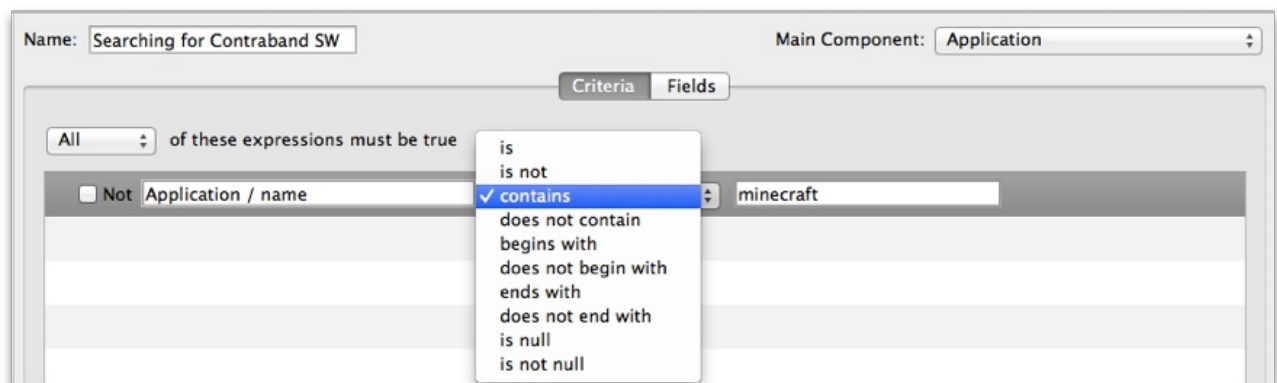 Name: Searching for Contraband SW Main Component: Application
Criteria Fields
All of these expressions must be true
is
is not
Not Application / name ✓ contains minecraft
does not contain
begins with
does not begin with
ends with
does not end with
is null
is not null